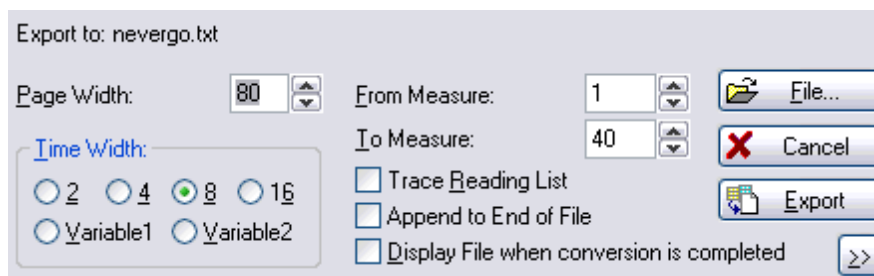 Export to: nevergo.txt
Page Width: 80
From Measure: 1
File...
Time Width:
To Measure: 40
Cancel
2 4 8 16
Trace Reading List
Export
Variable1 Variable2
Append to End of File
Display File when conversion is completed
>>